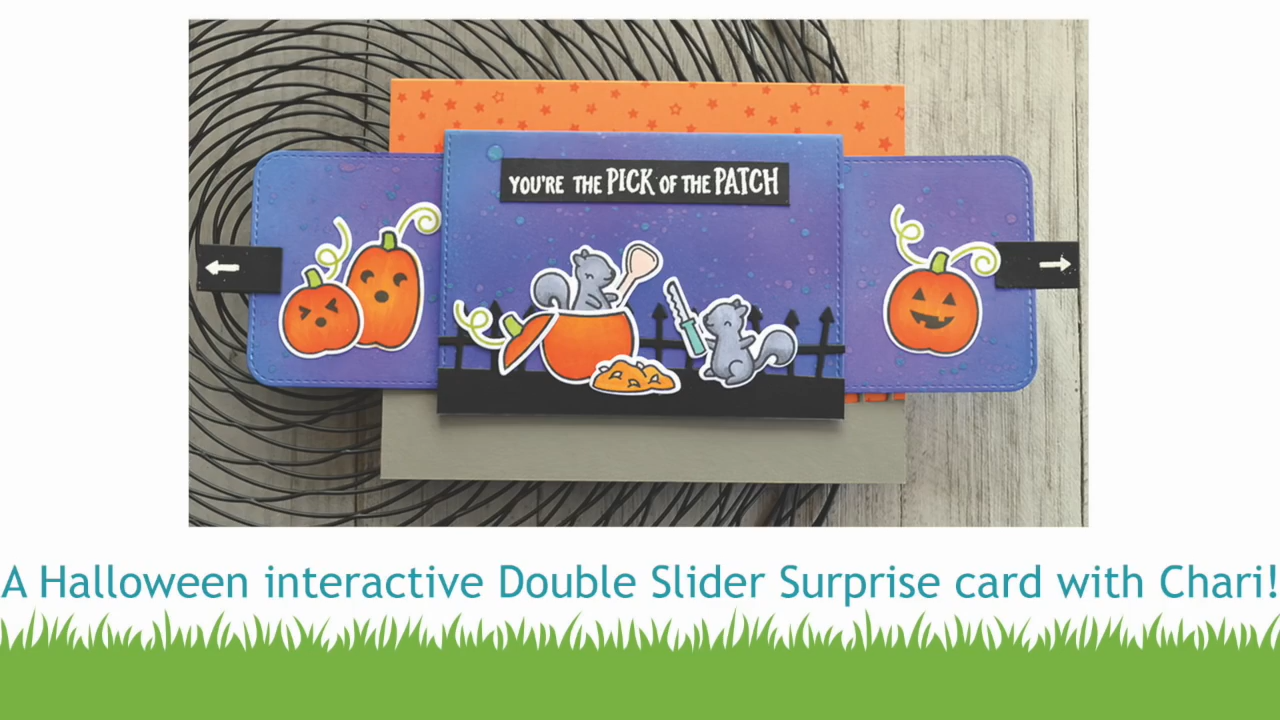 YOU'RE THE PICK OF THE PATCH
A Halloween interactive Double Slider Surprise card with Chari!